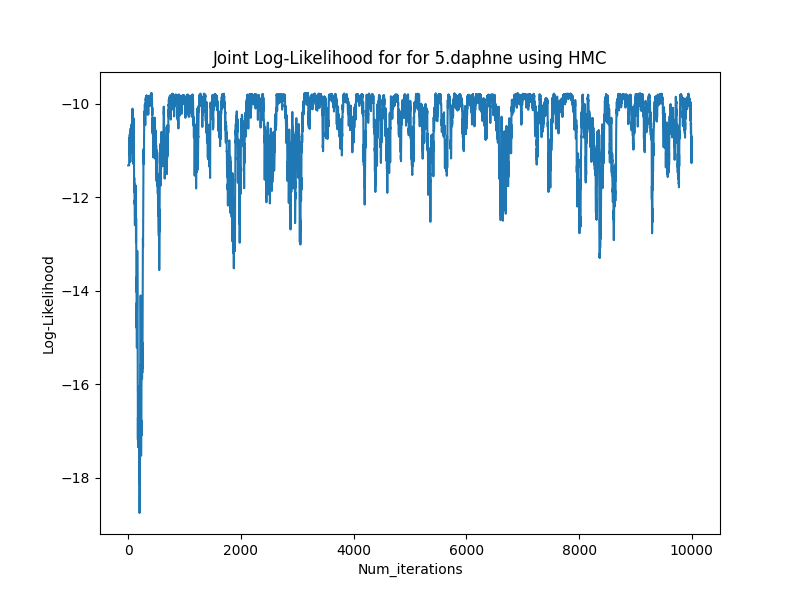 Joint Log-Likelihood for for 5.daphne using HMC
−10
−12
−14
−16
−18
Log-Likelihood
0 2000 4000 6000 8000 10000
Num_iterations